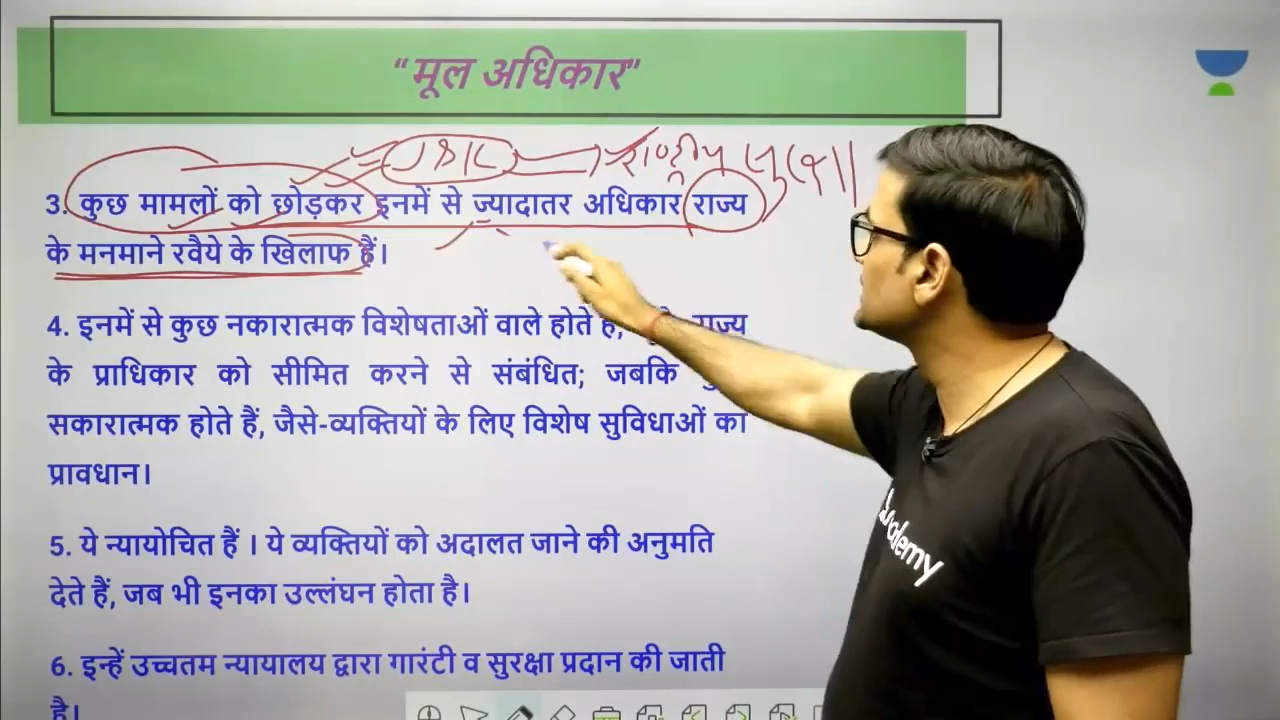 “मूल अधिकार”
राष्ट्रीय सुरक्षा
3. कुछ मामलों को छोड़कर इनमें से ज्यादातर अधिकार राज्य
के मनमाने रवैये के खिलाफ हैं।
4. इनमें से कुछ नकारात्मक विशेषताओं वाले होते हैं, राज्य
के प्राधिकार को सीमित करने से संबंधित; जबकि
सकारात्मक होते हैं, जैसे-व्यक्तियों के लिए विशेष सुविधाओं का
प्रावधान।
5. ये न्यायोचित हैं । ये व्यक्तियों को अदालत जाने की अनुमति
देते हैं, जब भी इनका उल्लंघन होता है।
6. इन्हें उच्चतम न्यायालय द्वारा गारंटी व सुरक्षा प्रदान की जाती
है।
unacademy